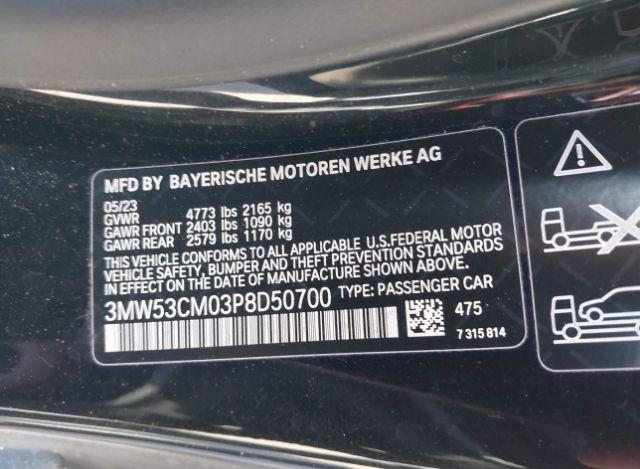 MFD BY BAYERISCHE MOTOREN WERKE AG
05/23
GVWR 4773 lbs 2165 kg
GAWR FRONT 2403 lbs 1090 kg
GAWR REAR 2579 lbs 1170 kg
THIS VEHICLE CONFORMS TO ALL APPLICABLE U.S.FEDERAL MOTOR
VEHICLE SAFETY, BUMPER AND THEFT PREVENTION STANDARDS
IN EFFECT ON THE DATE OF MANUFACTURE SHOWN ABOVE.
3MW53CM03P8D50700 TYPE: PASSENGER CAR
475
7 315 814